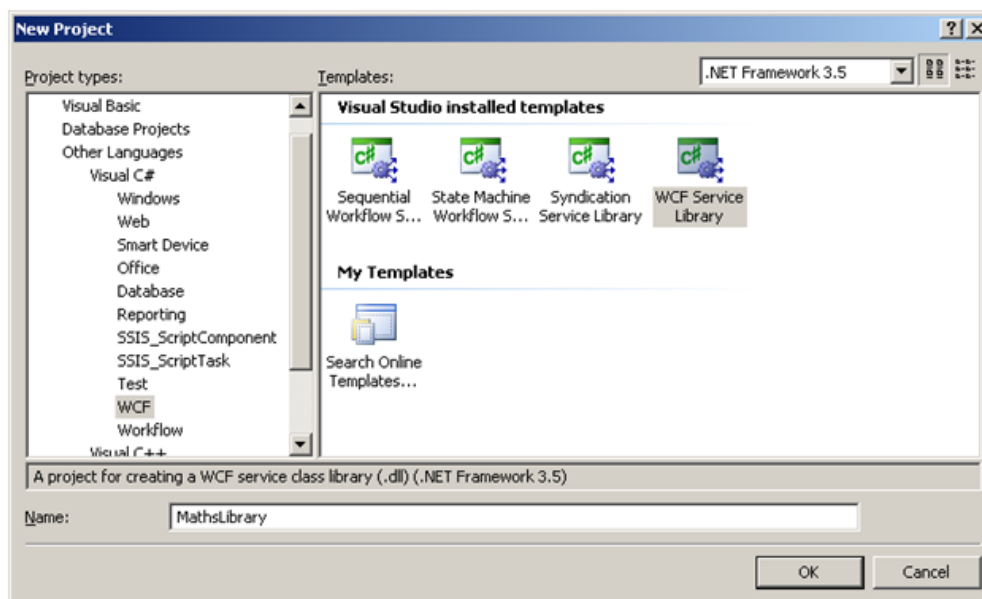 New Project
Project types:
Templates:
.NET Framework 3.5
Visual Basic
Database Projects
Other Languages
Visual C#
Windows
Web
Smart Device
Office
Database
Reporting
SSIS_ScriptComponent
SSIS_ScriptTask
Test
WCF
Workflow
Visual C++
Visual Studio installed templates
Sequential
Workflow S...
State Machine
Workflow S...
Syndication
Service Library
WCF Service
Library
My Templates
Search Online
Templates...
A project for creating a WCF service class library (.dll) (.NET Framework 3.5)
Name:
MathsLibrary
OK
Cancel